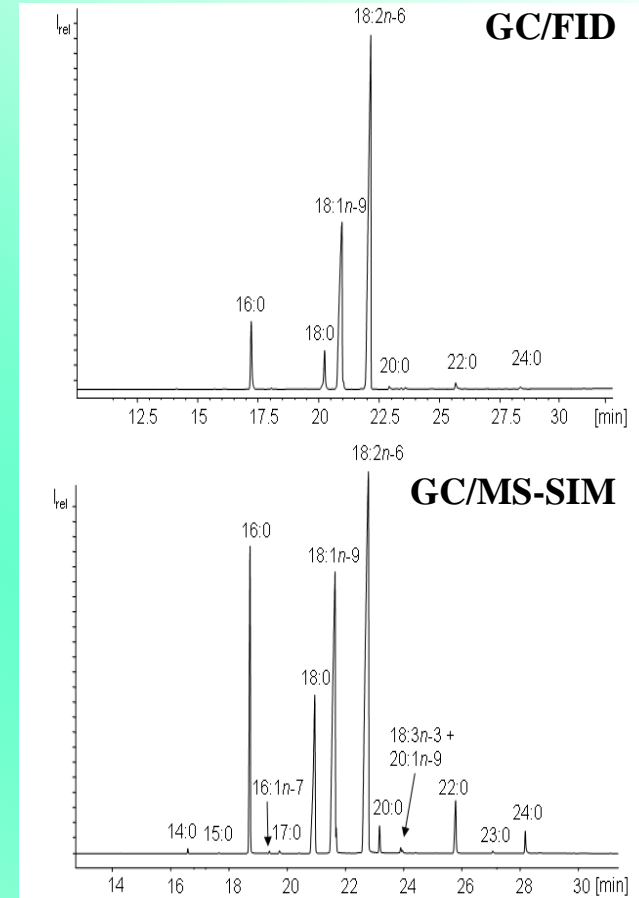 18:2n-6
GC/FID
Irel
18:1n-9
16:0
18:0
20:0
22:0
24:0
12.5 15 17.5 20 22.5 25 27.5 30 [min]
18:2n-6
GC/MS-SIM
Irel
16:0
18:1n-9
18:0
18:3n-3 +
20:1n-9
16:1n-7
22:0
20:0
14:0 15:0 17:0 23:0 24:0
14 16 18 20 22 24 26 28 30 [min]